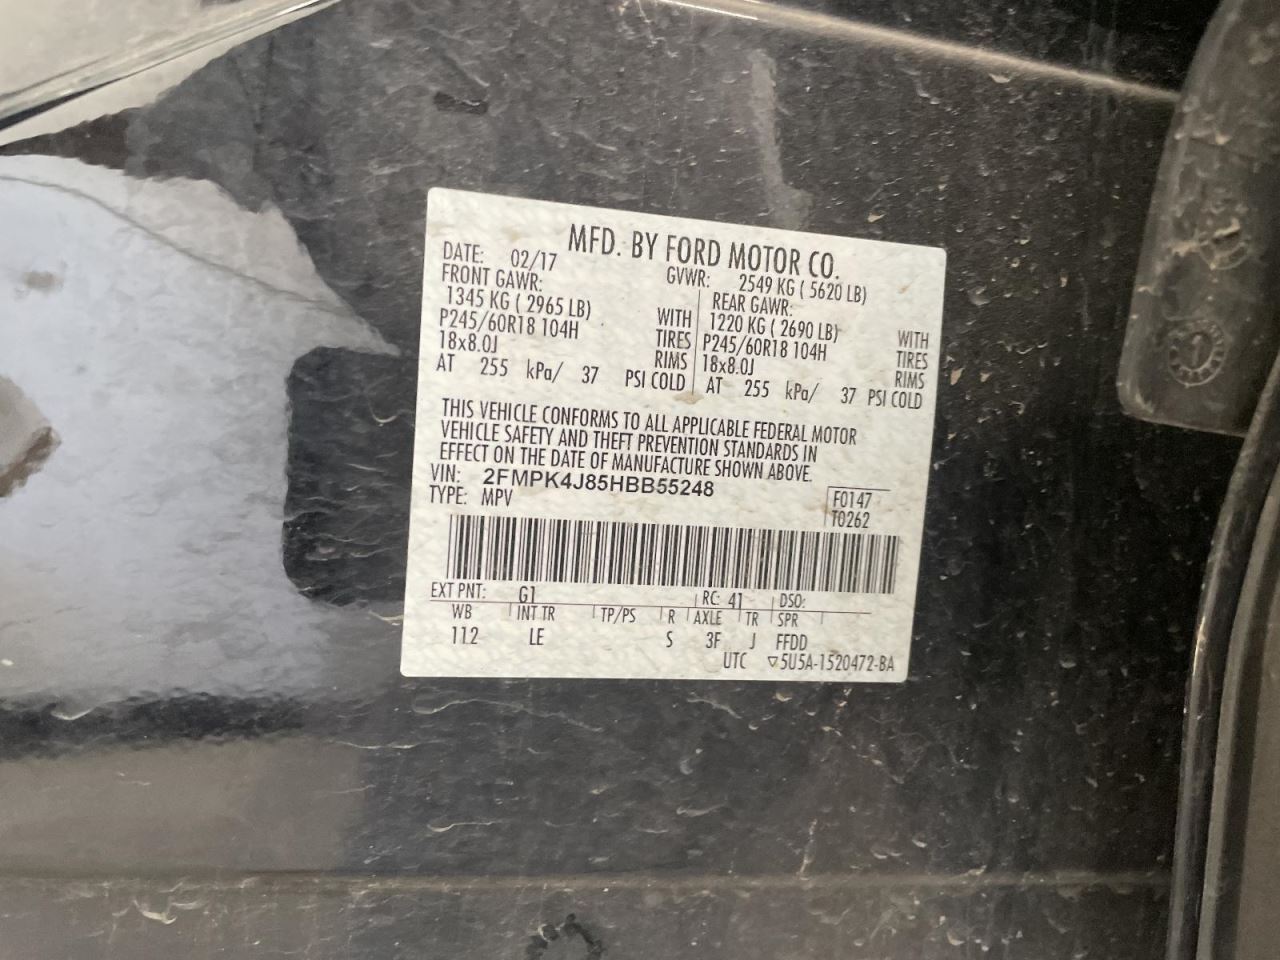 MFD. BY FORD MOTOR CO.
DATE: 02/17 GVWR: 2549 KG ( 5620 LB)
FRONT GAWR: REAR GAWR:
1345 KG ( 2965 LB) WITH 1220 KG ( 2690 LB) WITH
P245/60R18 104H TIRES P245/60R18 104H TIRES
18x8.0J RIMS 18x8.0J RIMS
AT 255 kPa/ 37 PSI COLD AT 255 kPa/ 37 PSI COLD
THIS VEHICLE CONFORMS TO ALL APPLICABLE FEDERAL MOTOR
VEHICLE SAFETY AND THEFT PREVENTION STANDARDS IN
EFFECT ON THE DATE OF MANUFACTURE SHOWN ABOVE.
VIN: 2FMPK4J85HBB55248
TYPE: MPV F0147
T0262
EXT PNT: G1 RC: 41 DSO:
WB INT TR TP/PS R AXLE TR SPR
112 LE S 3F J FFDD
UTC ▽5U5A-1520472-BA